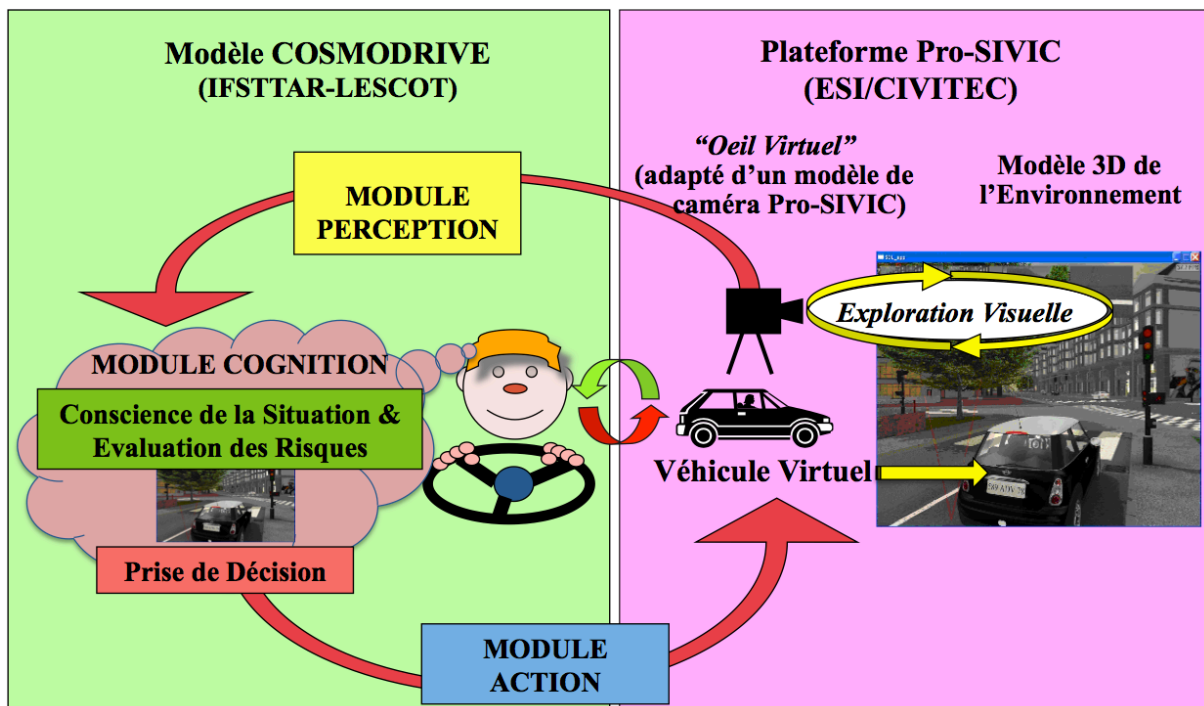 Modèle COSMODRIVE
(IFSTTAR-LESCOT)
Plateforme Pro-SIVIC
(ESI/CIVITEC)
“Oeil Virtuel”
(adapté d’un modèle de
caméra Pro-SIVIC)
Modèle 3D de
l’Environnement
MODULE
PERCEPTION
Exploration Visuelle
MODULE COGNITION
Conscience de la Situation &
Evaluation des Risques
Véhicule Virtuel
Prise de Décision
MODULE
ACTION